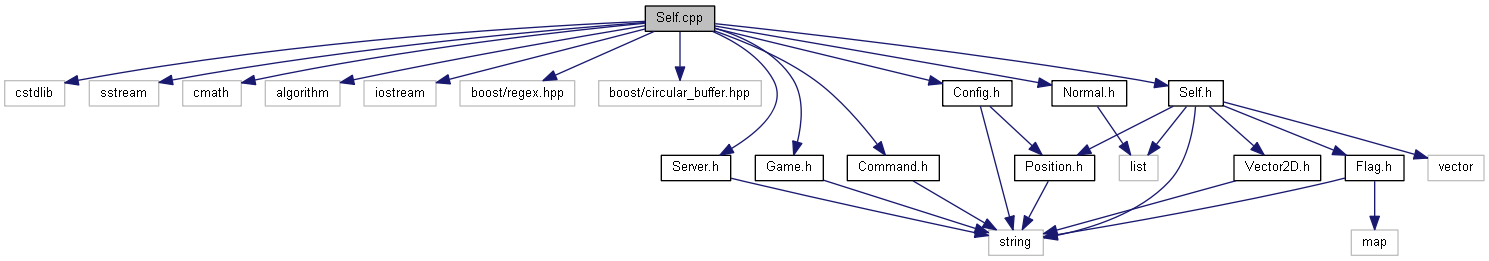 Self.cpp
cstdlib
sstream
cmath
algorithm
iostream
boost/regex.hpp
boost/circular_buffer.hpp
Config.h
Normal.h
Self.h
Server.h
Game.h
Command.h
Position.h
list
Vector2D.h
Flag.h
vector
string
map